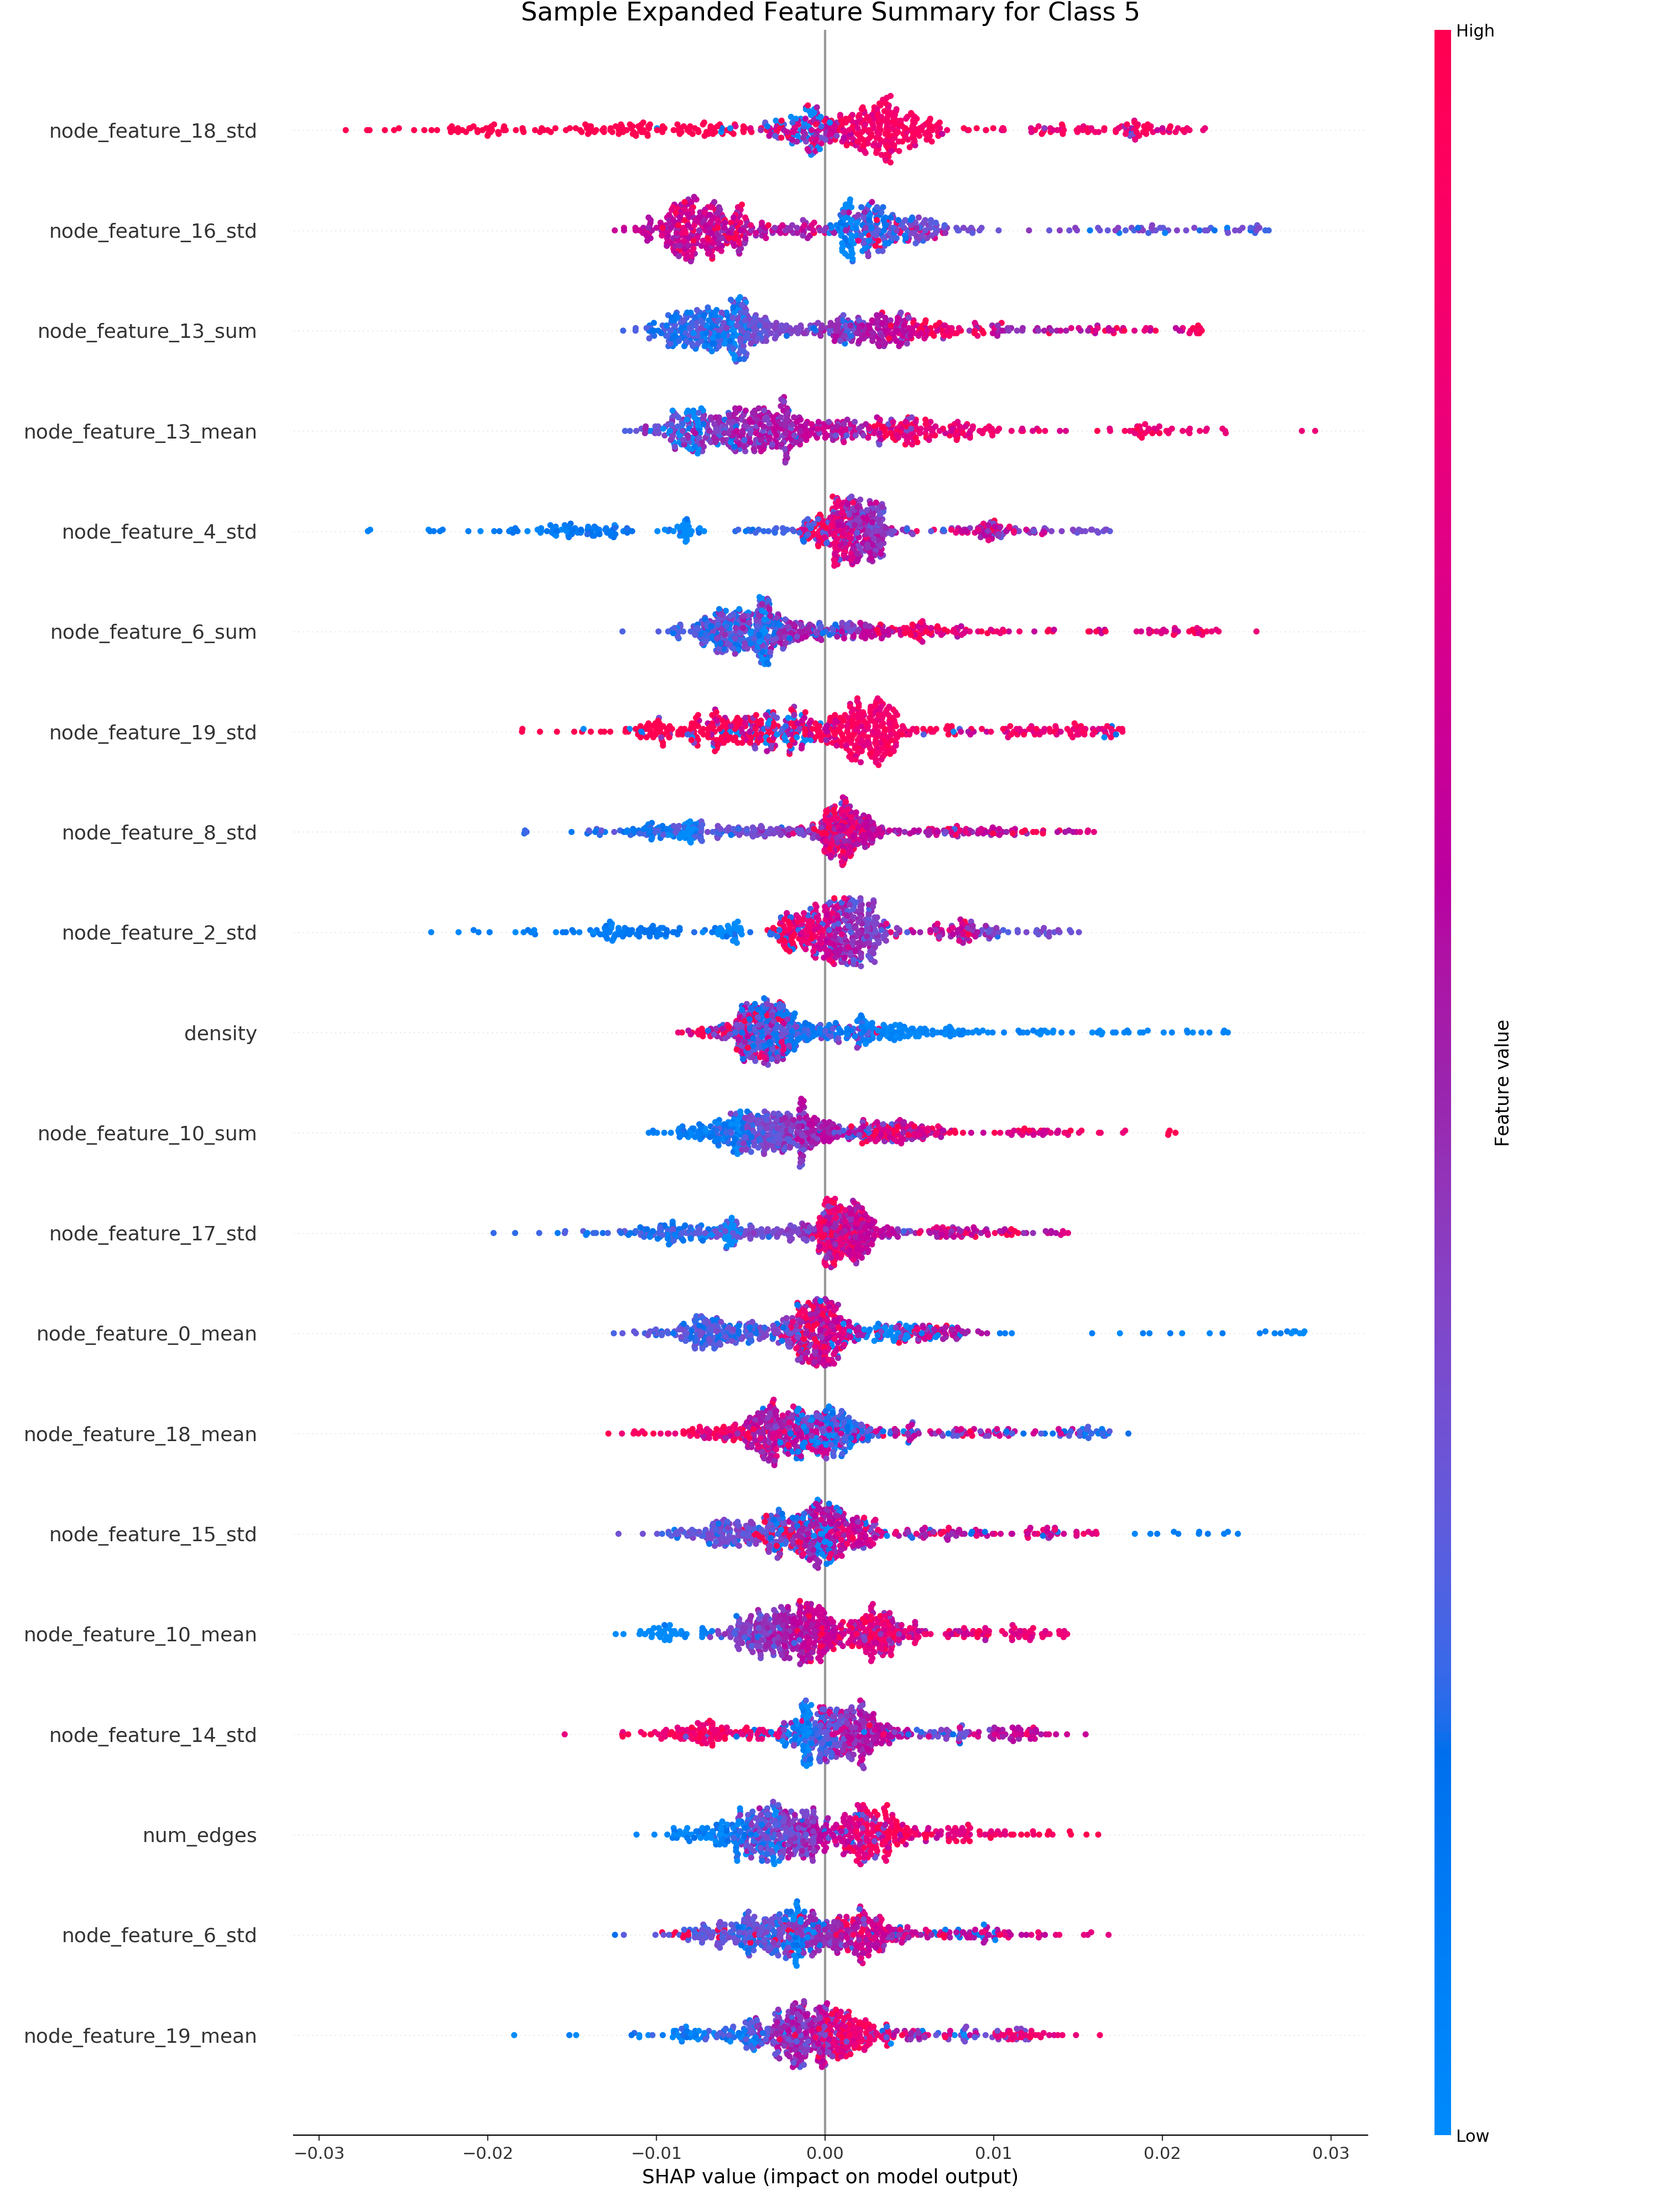 Sample Expanded Feature Summary for Class 5
High
node_feature_18_std
node_feature_16_std
node_feature_13_sum
node_feature_13_mean
node_feature_4_std
node_feature_6_sum
node_feature_19_std
node_feature_8_std
node_feature_2_std
density
node_feature_10_sum
node_feature_17_std
node_feature_0_mean
node_feature_18_mean
node_feature_15_std
node_feature_10_mean
node_feature_14_std
num_edges
node_feature_6_std
node_feature_19_mean
Feature value
Low
−0.03 −0.02 −0.01 0.00 0.01 0.02 0.03
SHAP value (impact on model output)